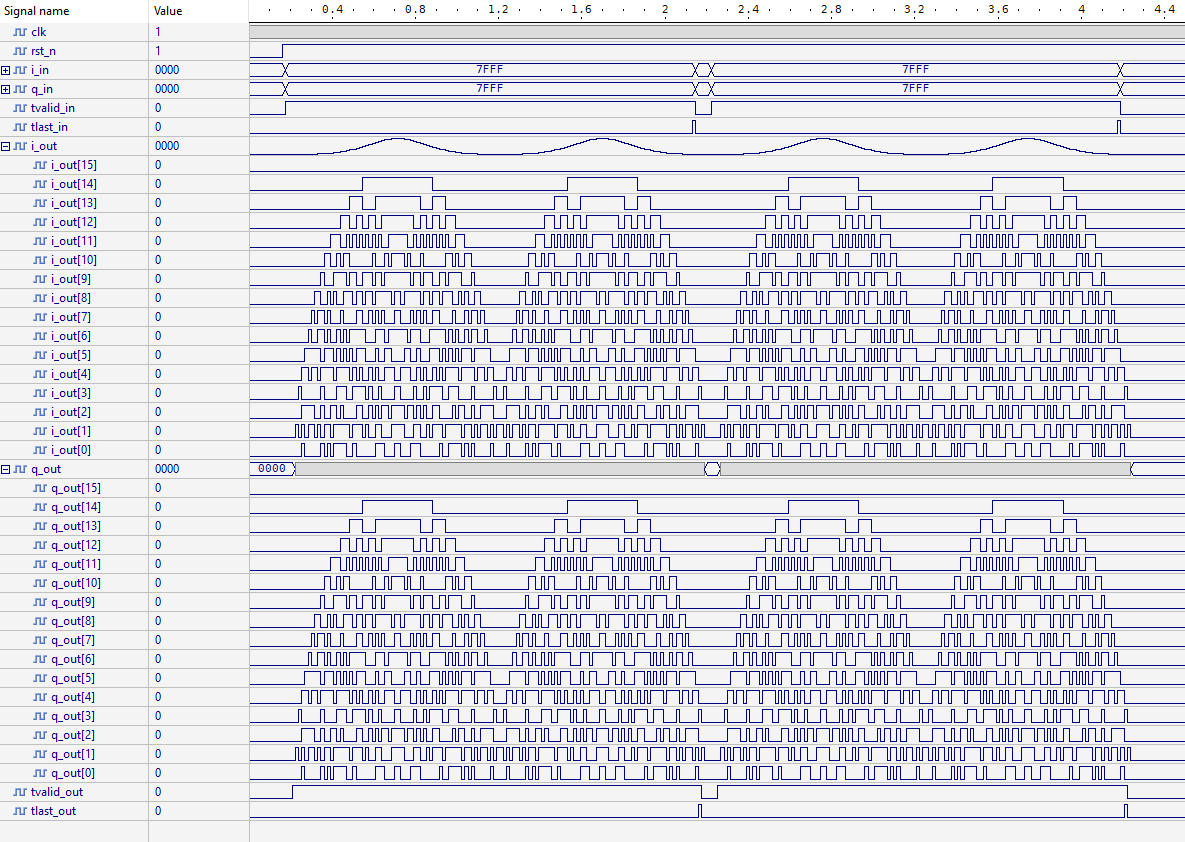 Signal name Value 0.4 0.8 1.2 1.6 2 2.4 2.8 3.2 3.6 4 4.4
clk 1
rst_n 1
i_in 0000 7FFF 7FFF
q_in 0000 7FFF 7FFF
tvalid_in 0
tlast_in 0
i_out 0000
i_out[15] 0
i_out[14] 0
i_out[13] 0
i_out[12] 0
i_out[11] 0
i_out[10] 0
i_out[9] 0
i_out[8] 0
i_out[7] 0
i_out[6] 0
i_out[5] 0
i_out[4] 0
i_out[3] 0
i_out[2] 0
i_out[1] 0
i_out[0] 0
q_out 0000 0000
q_out[15] 0
q_out[14] 0
q_out[13] 0
q_out[12] 0
q_out[11] 0
q_out[10] 0
q_out[9] 0
q_out[8] 0
q_out[7] 0
q_out[6] 0
q_out[5] 0
q_out[4] 0
q_out[3] 0
q_out[2] 0
q_out[1] 0
q_out[0] 0
tvalid_out 0
tlast_out 0